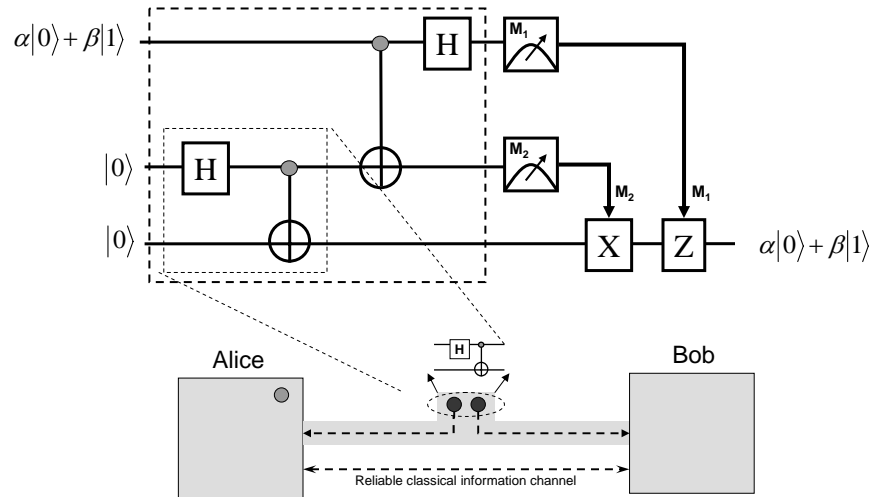 α|0⟩ + β|1⟩
H
M₁
|0⟩
H
M₂
M₂
M₁
|0⟩
X
Z
α|0⟩ + β|1⟩
H
Alice
Bob
Reliable classical information channel